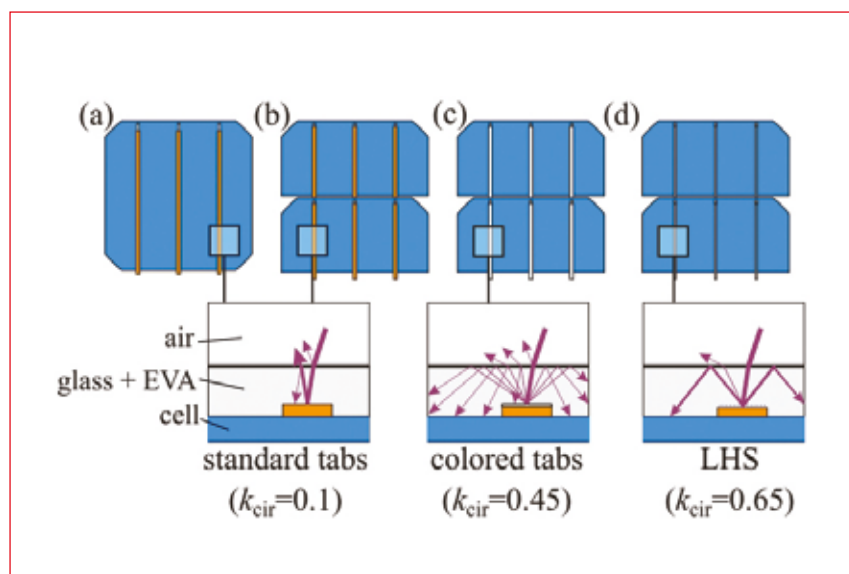 (a) (b) (c) (d)
air
glass + EVA
cell
standard tabs colored tabs LHS
(kcir=0.1) (kcir=0.45) (kcir=0.65)